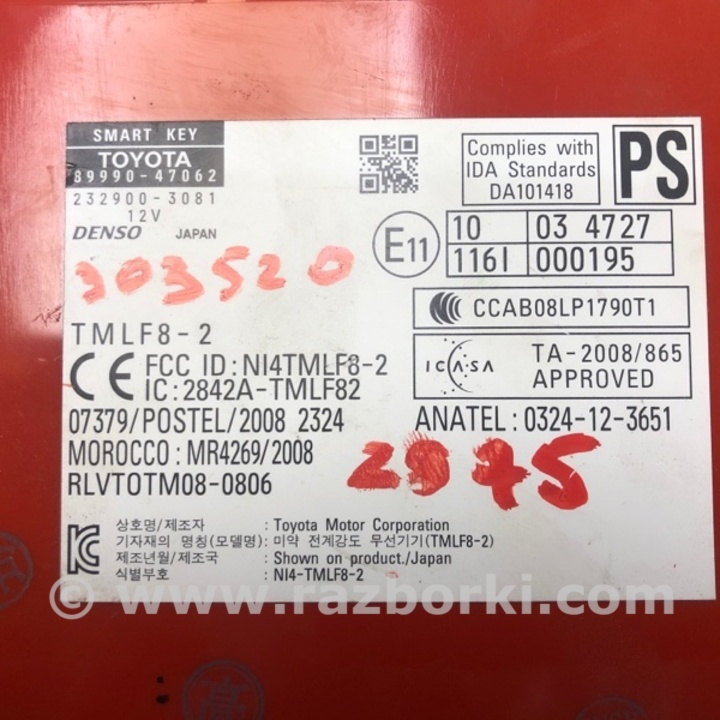 SMART KEY
TOYOTA
89990-47062
232900-3081
12V
DENSO JAPAN
Complies with
IDA Standards
DA101418
PS
E11
10 03 4727
116I 000195
303520
CCAB08LP1790T1
TMLF8-2
CE FCC ID:NI4TMLF8-2
IC:2842A-TMLF82
ICASA TA-2008/865
APPROVED
07379/POSTEL/2008 2324
ANATEL:0324-12-3651
MOROCCO:MR4269/2008
RLVTOTM08-0806
2975
상호명/제조자 : Toyota Motor Corporation
기자재의 명칭(모델명): 미약 전계강도 무선기기(TMLF8-2)
제조년월/제조국 : Shown on product./Japan
식별부호 : NI4-TMLF8-2
© www.razborki.com
高